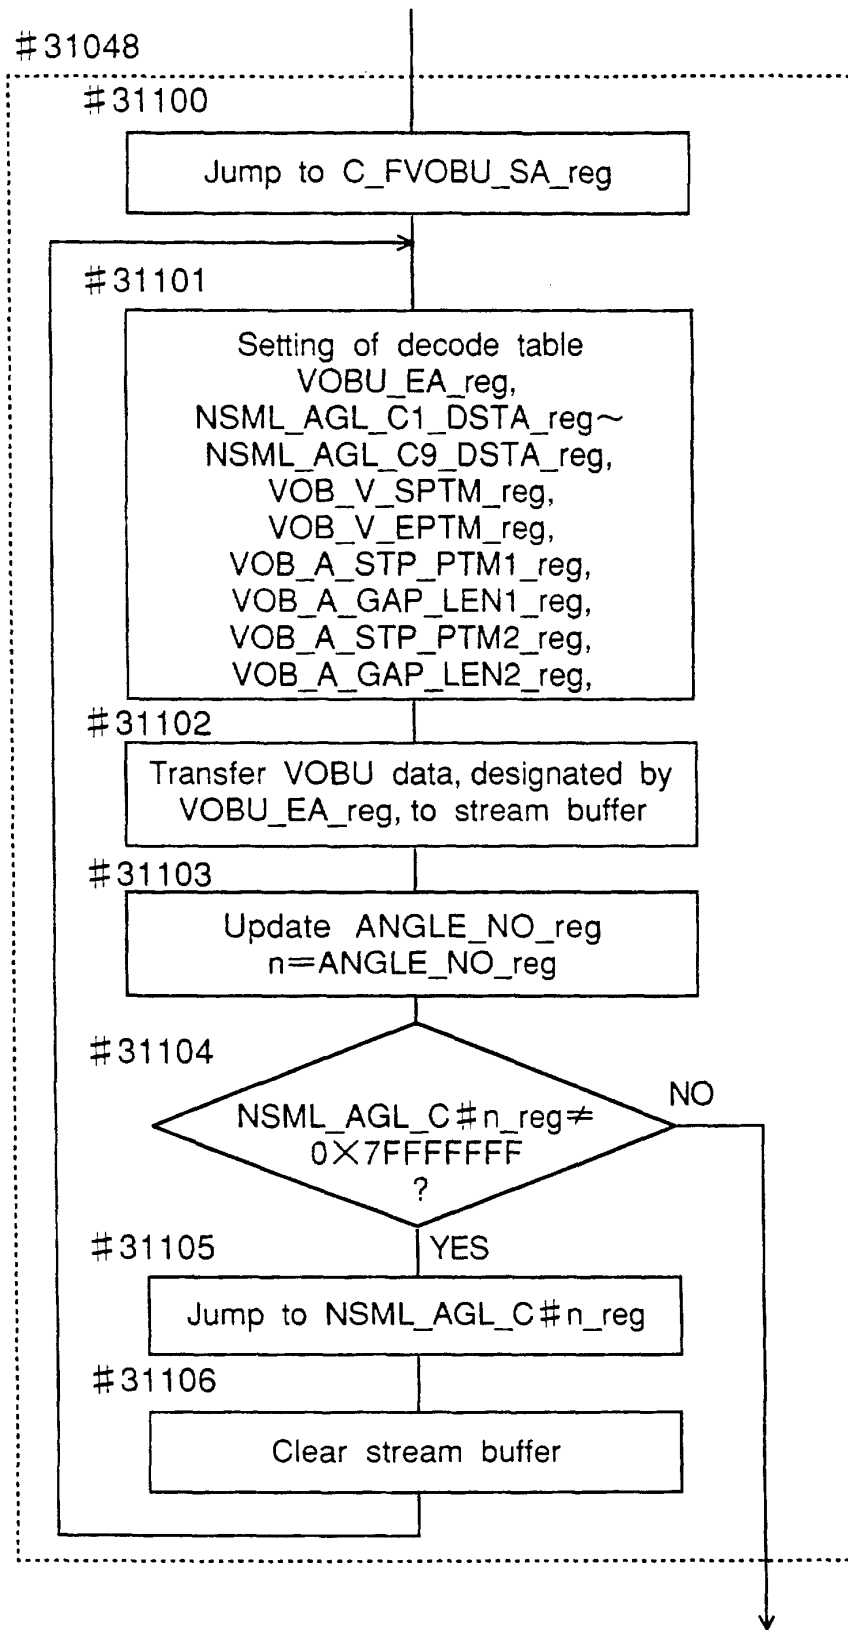 #31048
#31100
Jump to C_FVOBU_SA_reg
#31101
Setting of decode table
VOBU_EA_reg,
NSML_AGL_C1_DSTA_reg~
NSML_AGL_C9_DSTA_reg,
VOB_V_SPTM_reg,
VOB_V_EPTM_reg,
VOB_A_STP_PTM1_reg,
VOB_A_GAP_LEN1_reg,
VOB_A_STP_PTM2_reg,
VOB_A_GAP_LEN2_reg,
#31102
Transfer VOBU data, designated by
VOBU_EA_reg, to stream buffer
#31103
Update ANGLE_NO_reg
n=ANGLE_NO_reg
#31104
NO
NSML_AGL_C#n_reg≠
0×7FFFFFFF
?
#31105
YES
Jump to NSML_AGL_C#n_reg
#31106
Clear stream buffer